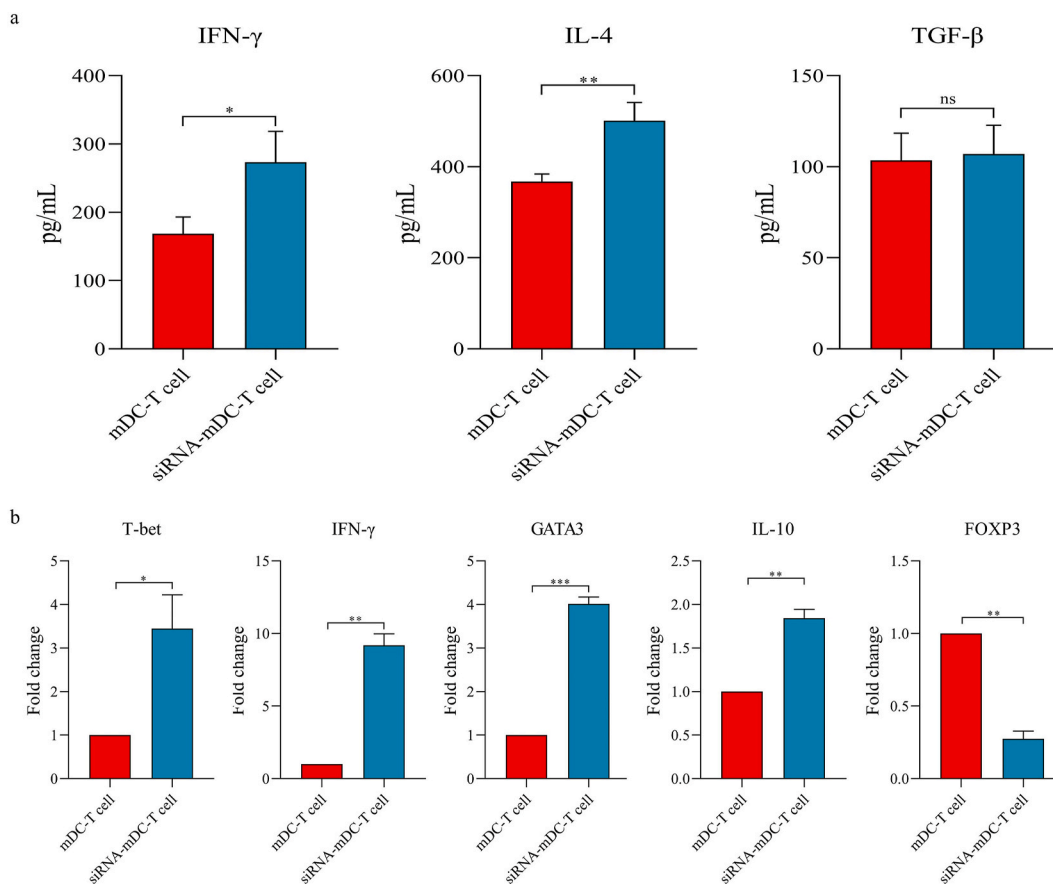 a
IFN-γ
IL-4
TGF-β
400
300
200
100
0
pg/mL
*
mDC-T cell
siRNA-mDC-T cell
600
400
200
0
pg/mL
**
mDC-T cell
siRNA-mDC-T cell
150
100
50
0
pg/mL
ns
mDC-T cell
siRNA-mDC-T cell
b
T-bet
IFN-γ
GATA3
IL-10
FOXP3
5
4
3
2
1
0
Fold change
*
mDC-T cell
siRNA-mDC-T cell
15
10
5
0
Fold change
**
mDC-T cell
siRNA-mDC-T cell
5
4
3
2
1
0
Fold change
***
mDC-T cell
siRNA-mDC-T cell
2.5
2.0
1.5
1.0
0.5
0.0
Fold change
**
mDC-T cell
siRNA-mDC-T cell
1.5
1.0
0.5
0.0
Fold change
**
mDC-T cell
siRNA-mDC-T cell